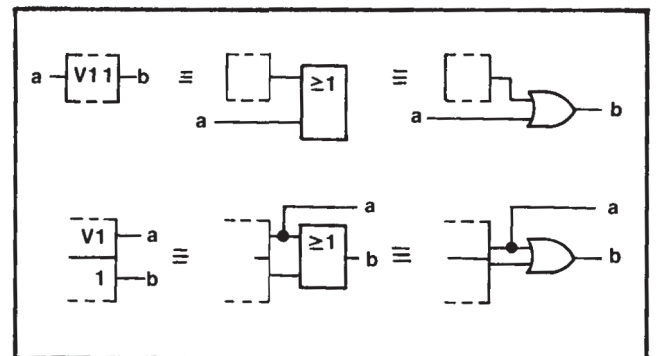 a V1 1 b ≡ ≥1 a ≡ a b
V1 a 1 b ≡ ≥1 a b ≡ a b